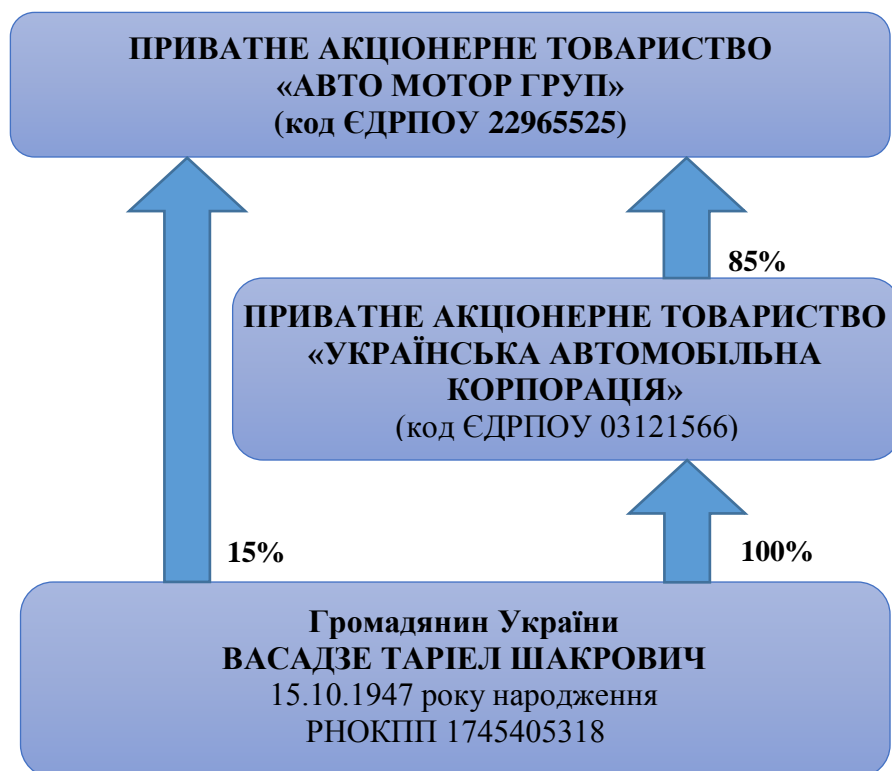 ПРИВАТНЕ АКЦІОНЕРНЕ ТОВАРИСТВО
«АВТО МОТОР ГРУП»
(код ЄДРПОУ 22965525)
85%
ПРИВАТНЕ АКЦІОНЕРНЕ ТОВАРИСТВО
«УКРАЇНСЬКА АВТОМОБІЛЬНА
КОРПОРАЦІЯ»
(код ЄДРПОУ 03121566)
15%
100%
Громадянин України
ВАСАДЗЕ ТАРІЕЛ ШАКРОВИЧ
15.10.1947 року народження
РНОКПП 1745405318